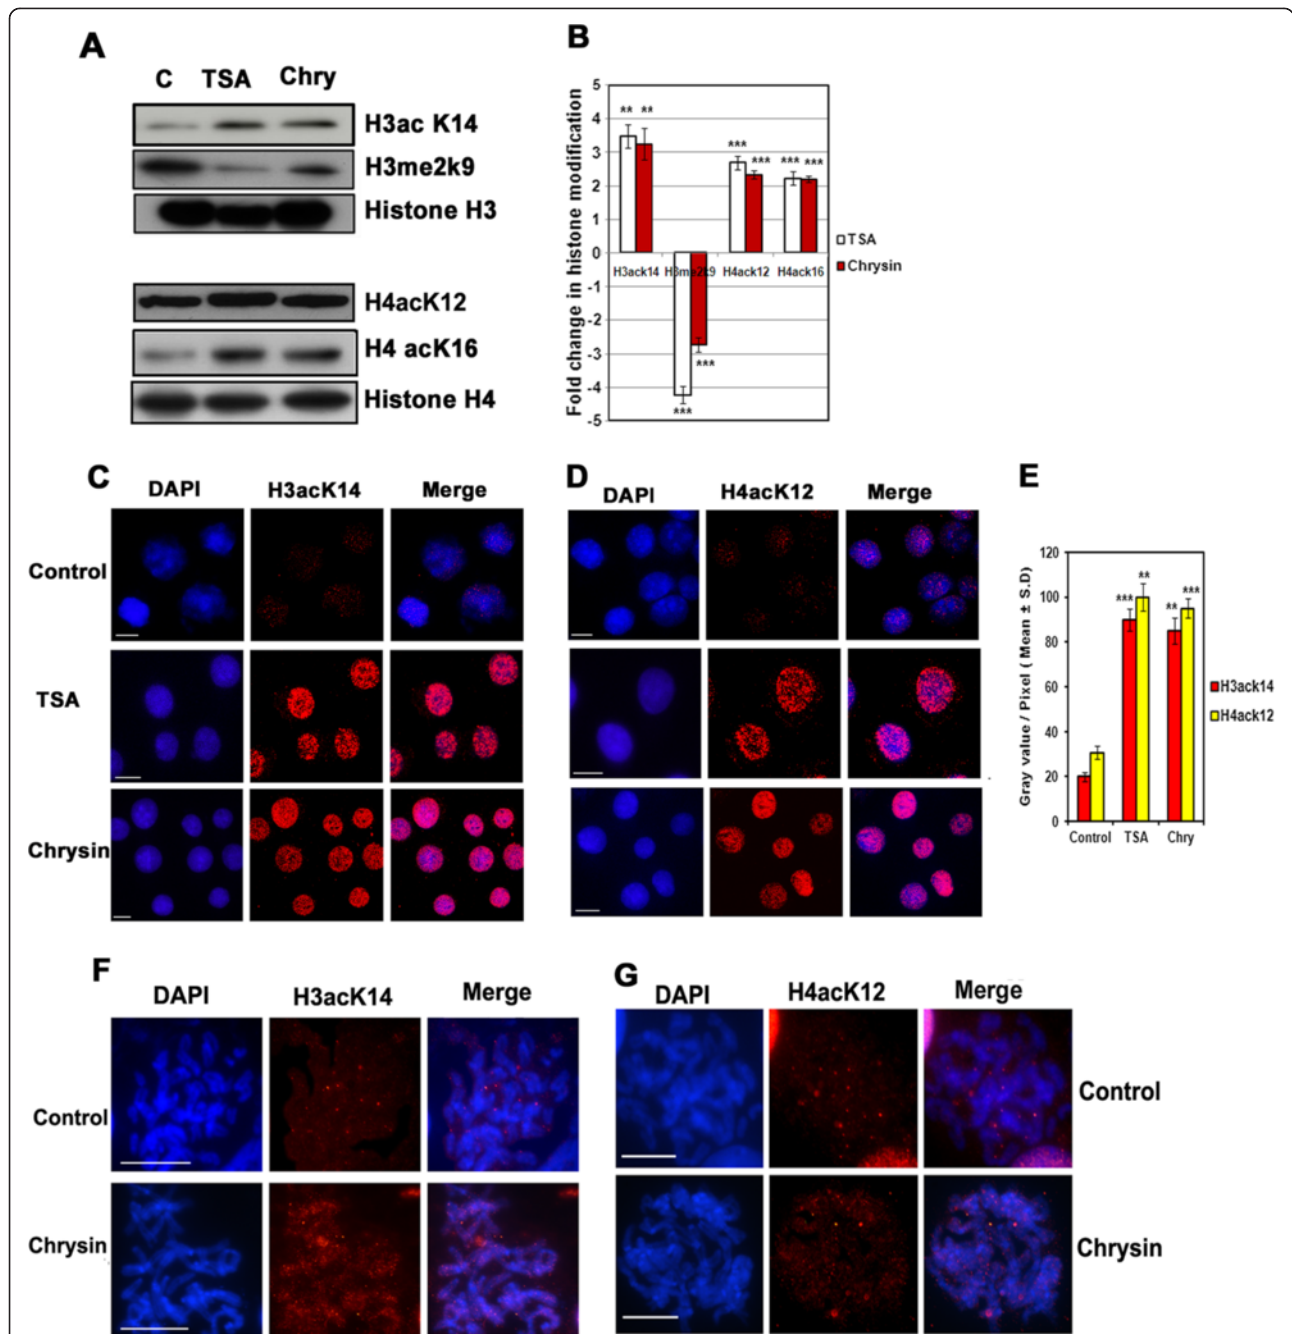 A
C TSA Chry
H3ac K14
H3me2k9
Histone H3
H4acK12
H4 acK16
Histone H4
B
Fold change in histone modification
5
4
3
2
1
0
-1
-2
-3
-4
-5
** **
*** ***
*** ***
***
***
H3ack14 H3me2k9 H4ack12 H4ack16
TSA
Chrysin
C
DAPI H3acK14 Merge
Control
TSA
Chrysin
D
DAPI H4acK12 Merge
E
Gray value / Pixel ( Mean ± S.D)
120
100
80
60
40
20
0
*** **
** ***
Control TSA Chry
H3ack14
H4ack12
F
DAPI H3acK14 Merge
Control
Chrysin
G
DAPI H4acK12 Merge
Control
Chrysin